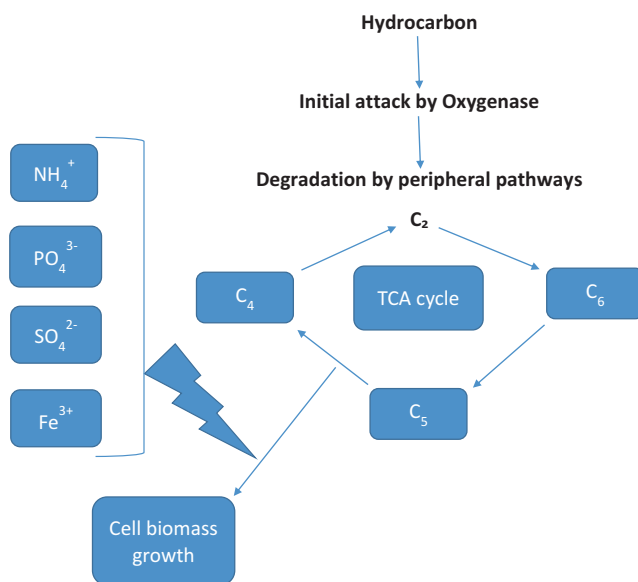 Hydrocarbon
Initial attack by Oxygenase
Degradation by peripheral pathways
C₂
NH₄⁺
PO₄³⁻
SO₄²⁻
Fe³⁺
C₄
TCA cycle
C₆
C₅
Cell biomass
growth